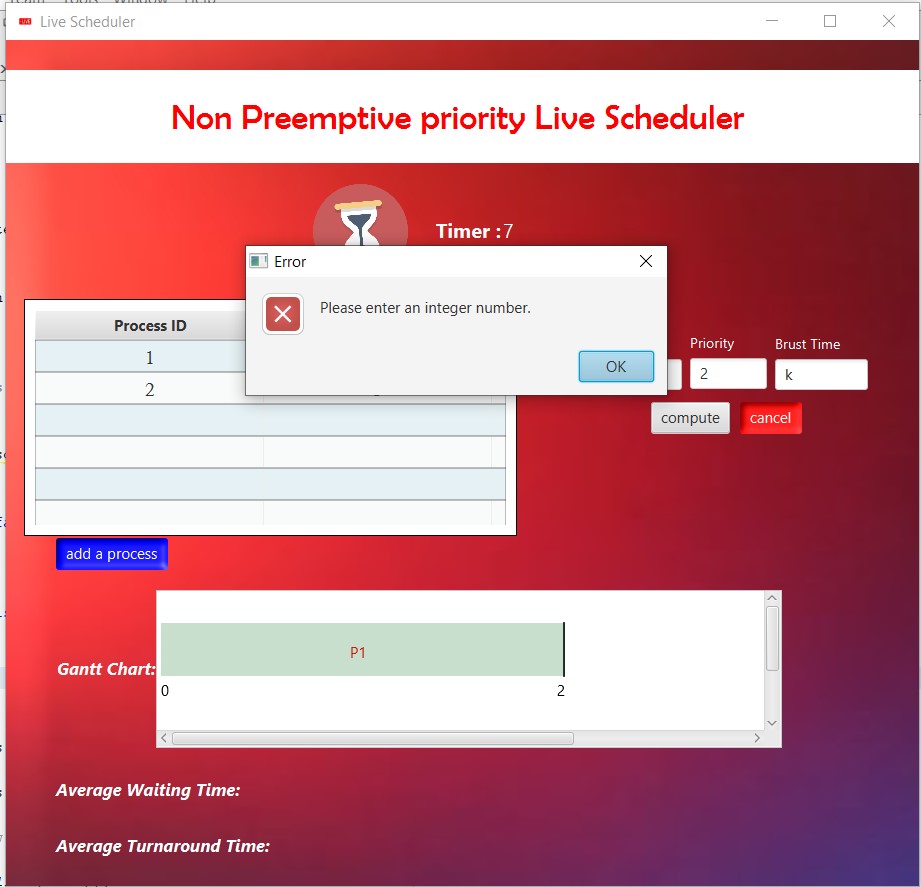 Live Scheduler
Non Preemptive priority Live Scheduler
Timer : 7
Error
Please enter an integer number.
OK
Process ID
1
2
Priority
Brust Time
2
k
compute
cancel
add a process
Gantt Chart:
P1
0
2
Average Waiting Time:
Average Turnaround Time: